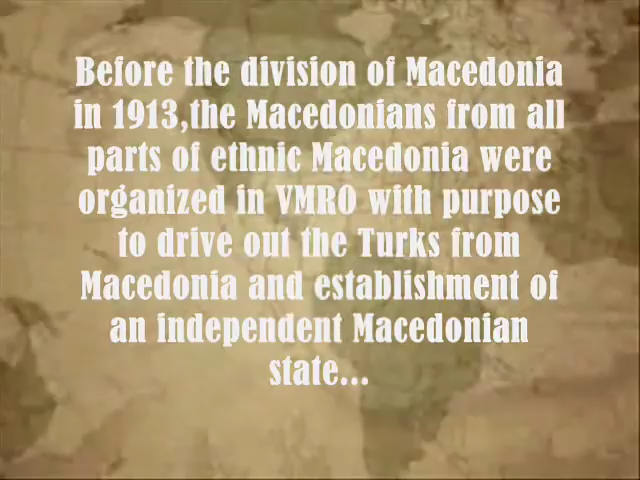 Before the division of Macedonia
in 1913,the Macedonians from all
parts of ethnic Macedonia were
organized in VMRO with purpose
to drive out the Turks from
Macedonia and establishment of
an independent Macedonian
state...